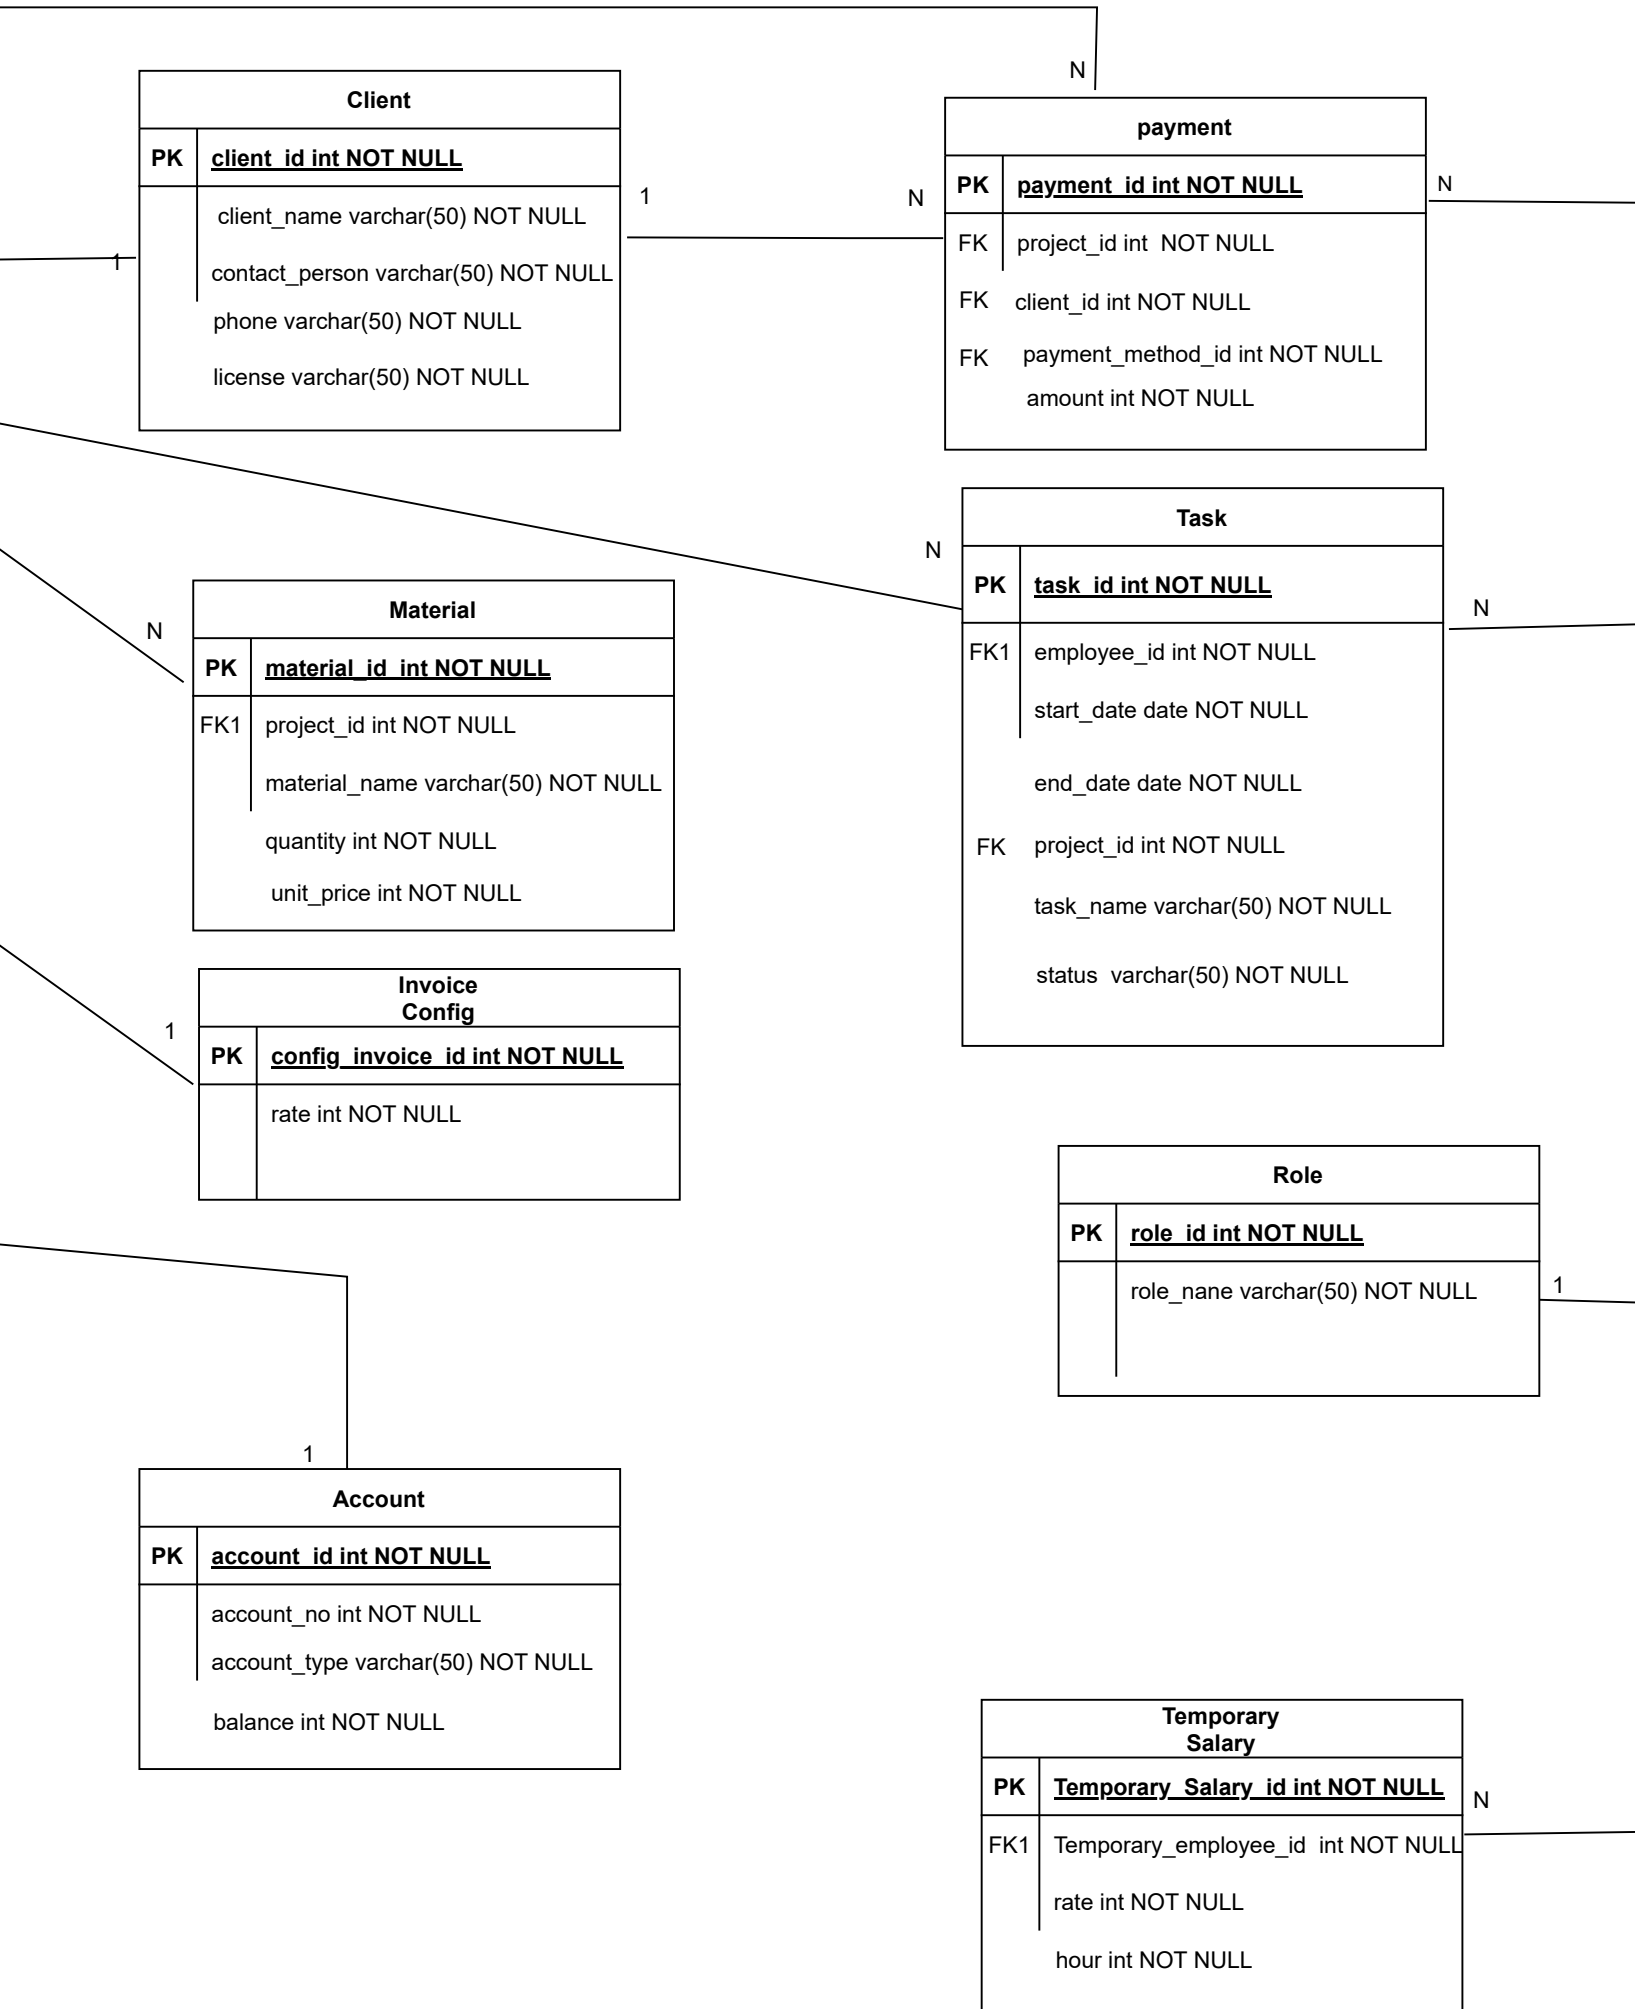 N
Client
PK client_id int NOT NULL
client_name varchar(50) NOT NULL
contact_person varchar(50) NOT NULL
phone varchar(50) NOT NULL
license varchar(50) NOT NULL
1
1
N
payment
PK payment_id int NOT NULL
FK project_id int NOT NULL
FK client_id int NOT NULL
FK payment_method_id int NOT NULL
amount int NOT NULL
N
N
Task
PK task_id int NOT NULL
FK1 employee_id int NOT NULL
start_date date NOT NULL
end_date date NOT NULL
FK project_id int NOT NULL
task_name varchar(50) NOT NULL
status varchar(50) NOT NULL
N
N
Material
PK material_id int NOT NULL
FK1 project_id int NOT NULL
material_name varchar(50) NOT NULL
quantity int NOT NULL
unit_price int NOT NULL
1
Invoice
Config
PK config_invoice_id int NOT NULL
rate int NOT NULL
Role
PK role_id int NOT NULL
role_nane varchar(50) NOT NULL
1
1
Account
PK account_id int NOT NULL
account_no int NOT NULL
account_type varchar(50) NOT NULL
balance int NOT NULL
Temporary
Salary
PK Temporary_Salary_id int NOT NULL
FK1 Temporary_employee_id int NOT NULL
rate int NOT NULL
hour int NOT NULL
N